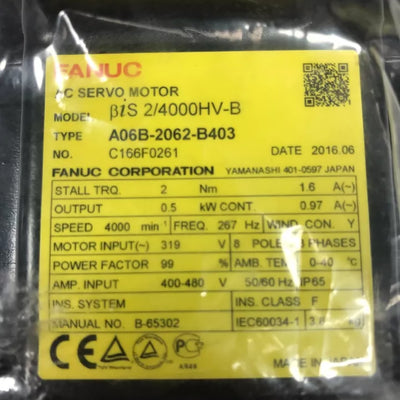 FANUC
AC SERVO MOTOR
MODEL βiS 2/4000HV-B
TYPE A06B-2062-B403
NO. C166F0261 DATE 2016.06
FANUC CORPORATION YAMANASHI 401-0597 JAPAN
STALL TRQ. 2 Nm 1.6 A(~)
OUTPUT 0.5 kW CONT. 0.97 A(~)
SPEED 4000 min⁻¹ FREQ. 267 Hz WIND. CON. Y
MOTOR INPUT(~) 319 V 8 POLES 3 PHASES
POWER FACTOR 99 % AMB. TEMP. 0-40 ℃
AMP. INPUT 400-480 V 50/60 Hz IP65
INS. SYSTEM INS. CLASS F
MANUAL NO. B-65302 IEC60034-1
CE
MADE IN JAPAN